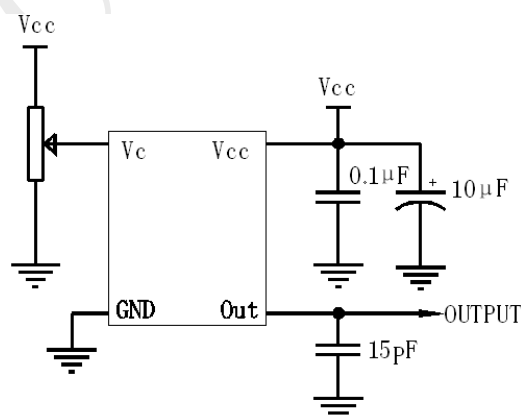 Vcc
Vcc
Vc
Vcc
0.1μF
+
10μF
GND
Out
OUTPUT
15pF